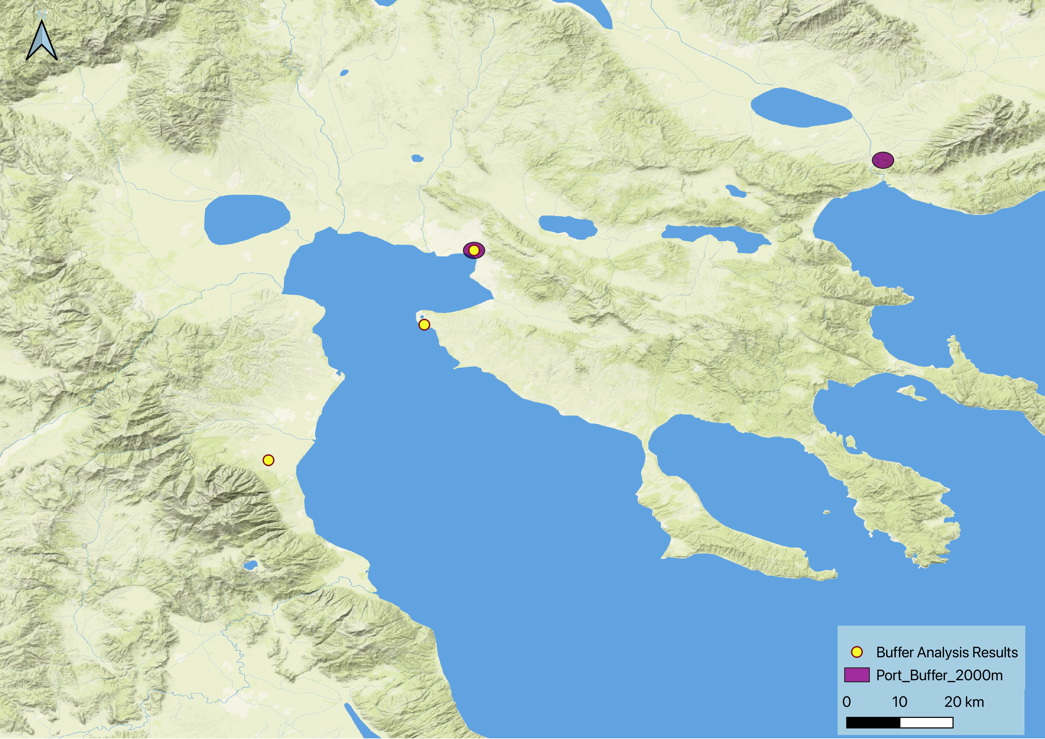 Buffer Analysis Results
Port_Buffer_2000m
0 10 20 km